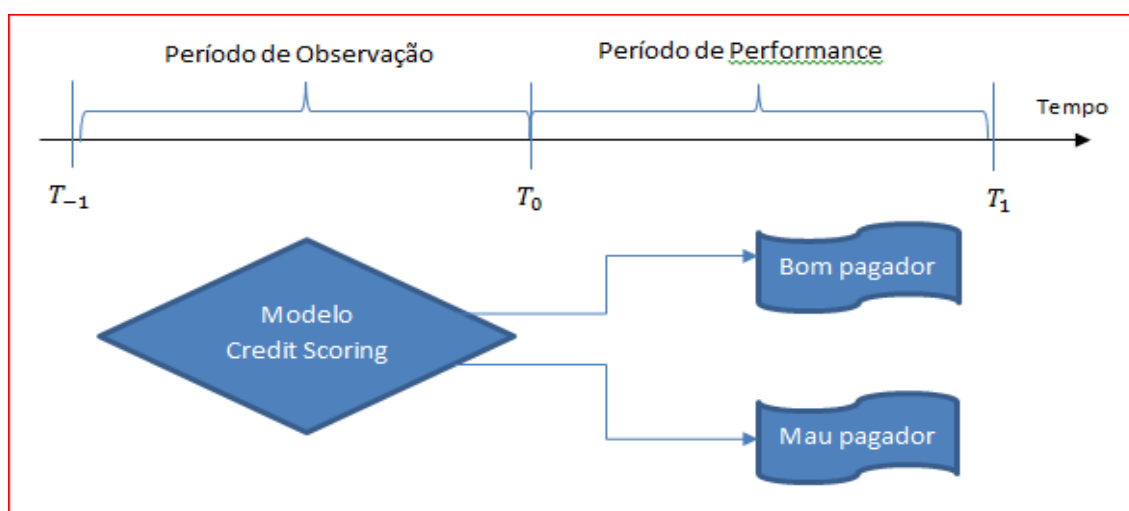 Período de Observação
Período de Performance
Tempo
T₋₁
T₀
T₁
Modelo
Credit Scoring
Bom pagador
Mau pagador